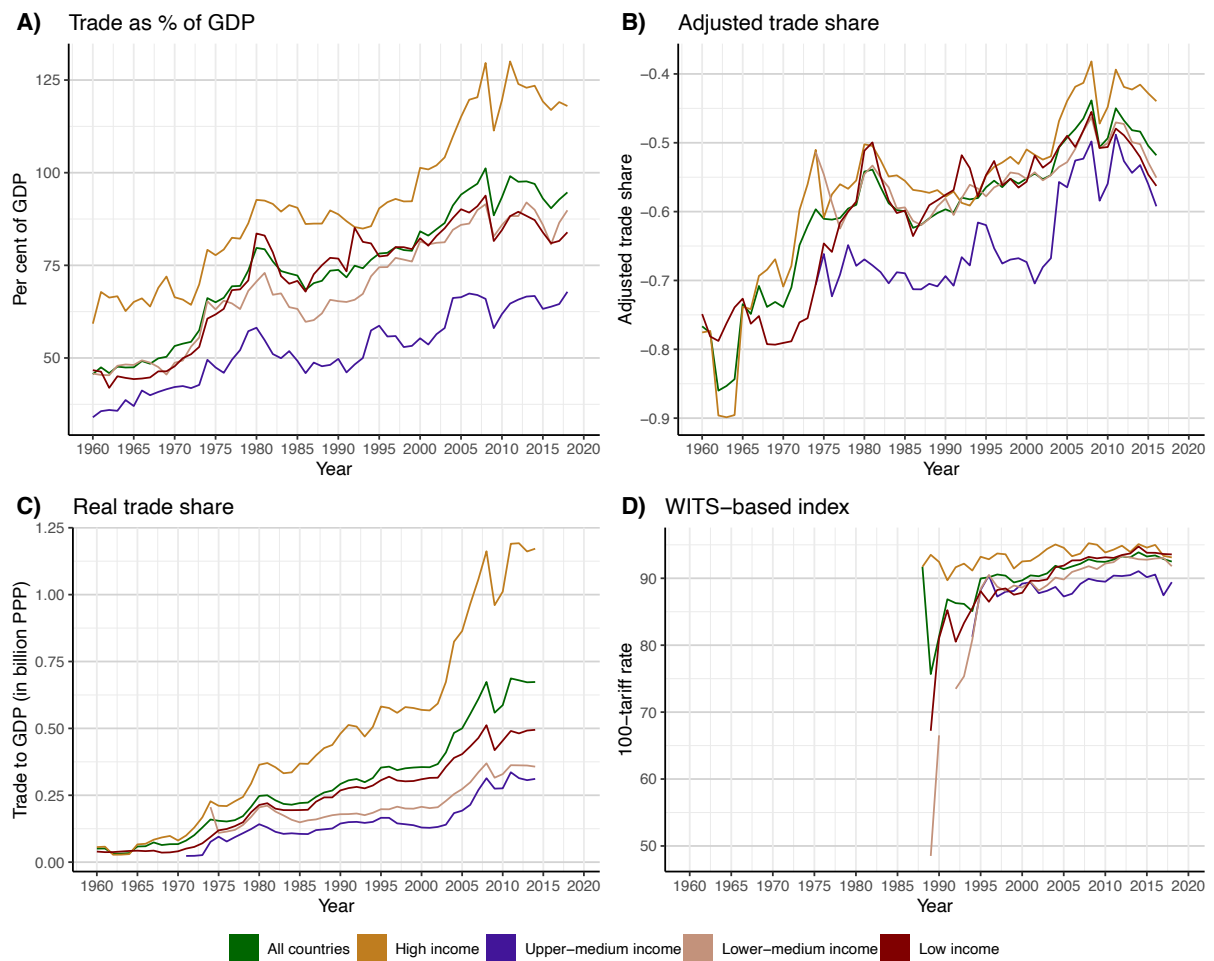 A) Trade as % of GDP
Per cent of GDP
125
100
75
50
1960 1965 1970 1975 1980 1985 1990 1995 2000 2005 2010 2015 2020
Year
B) Adjusted trade share
Adjusted trade share
−0.4
−0.5
−0.6
−0.7
−0.8
−0.9
1960 1965 1970 1975 1980 1985 1990 1995 2000 2005 2010 2015 2020
Year
C) Real trade share
Trade to GDP (in billion PPP)
1.25
1.00
0.75
0.50
0.25
0.00
1960 1965 1970 1975 1980 1985 1990 1995 2000 2005 2010 2015 2020
Year
D) WITS−based index
100−tariff rate
90
80
70
60
50
1960 1965 1970 1975 1980 1985 1990 1995 2000 2005 2010 2015 2020
Year
All countries High income Upper−medium income Lower−medium income Low income